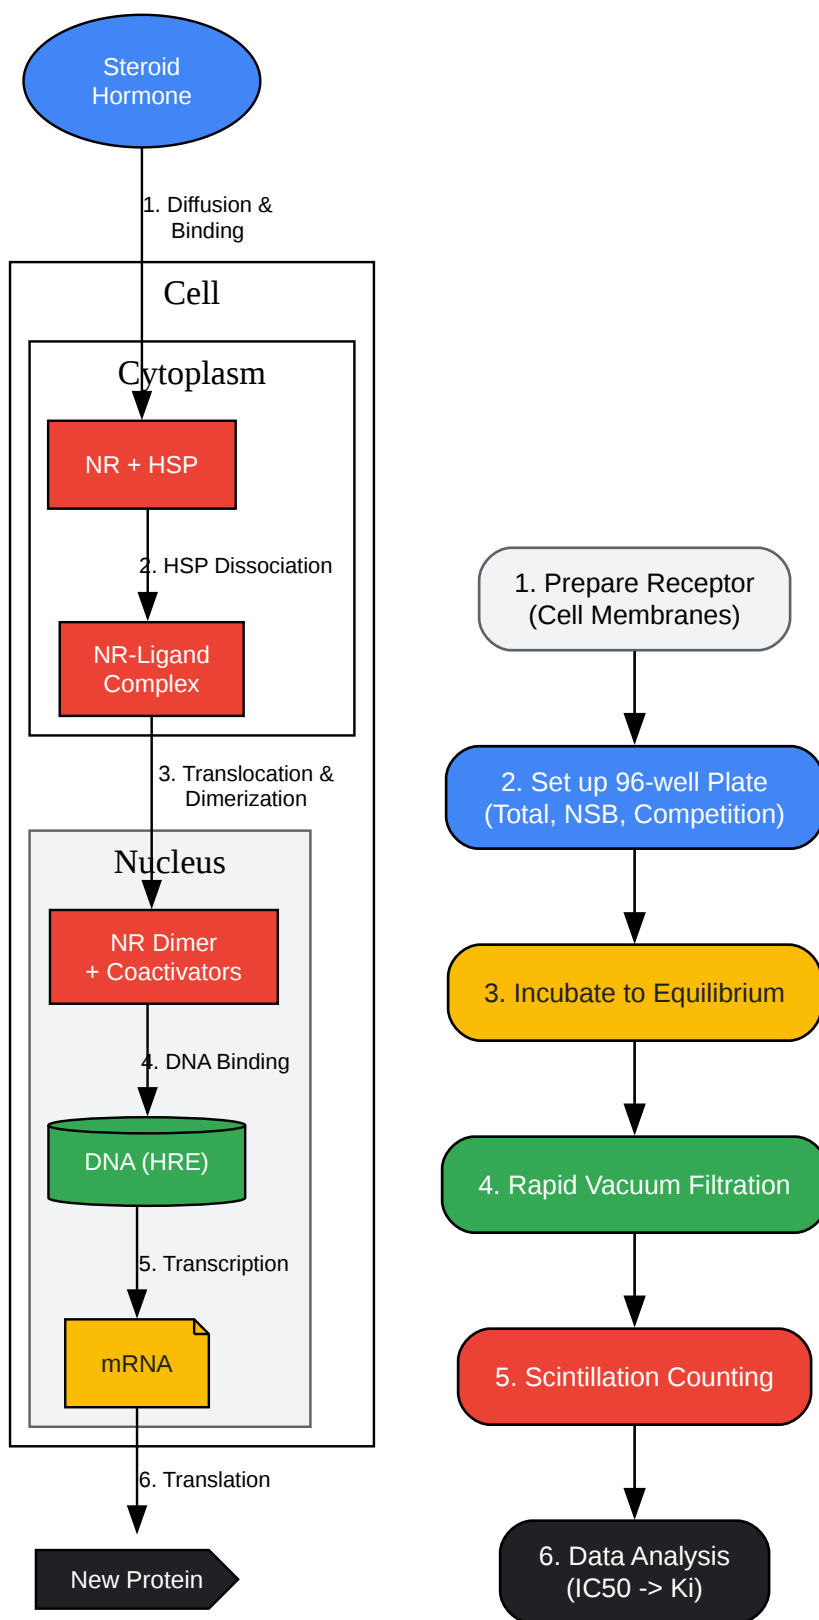 Steroid
Hormone
1. Diffusion &
Binding
Cell
Cytoplasm
NR + HSP
2. HSP Dissociation
NR-Ligand
Complex
3. Translocation &
Dimerization
Nucleus
NR Dimer
+ Coactivators
4. DNA Binding
DNA (HRE)
5. Transcription
mRNA
6. Translation
New Protein
1. Prepare Receptor
(Cell Membranes)
2. Set up 96-well Plate
(Total, NSB, Competition)
3. Incubate to Equilibrium
4. Rapid Vacuum Filtration
5. Scintillation Counting
6. Data Analysis
(IC50 -> Ki)